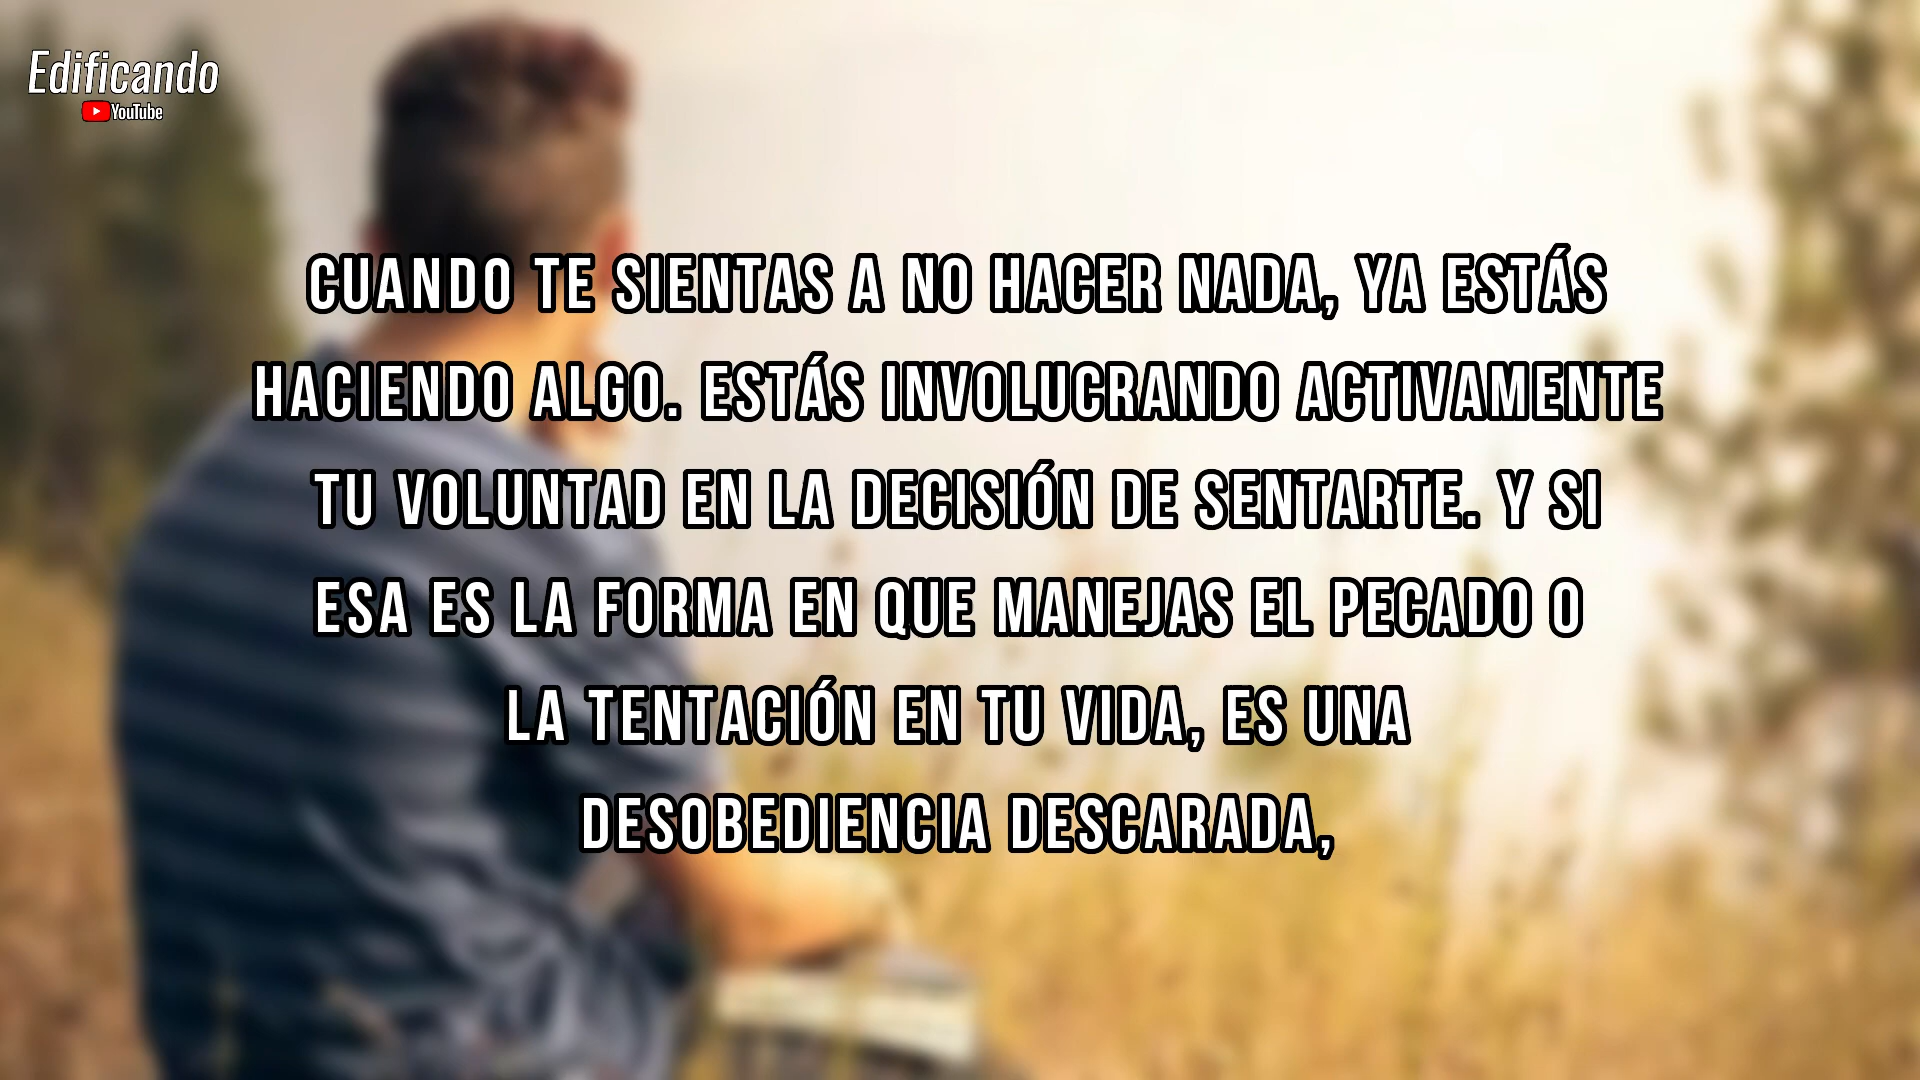 Edificando
YouTube
CUANDO TE SIENTAS A NO HACER NADA, YA ESTÁS
HACIENDO ALGO. ESTÁS INVOLUCRANDO ACTIVAMENTE
TU VOLUNTAD EN LA DECISIÓN DE SENTARTE. Y SI
ESA ES LA FORMA EN QUE MANEJAS EL PECADO O
LA TENTACIÓN EN TU VIDA, ES UNA
DESOBEDIENCIA DESCARADA,